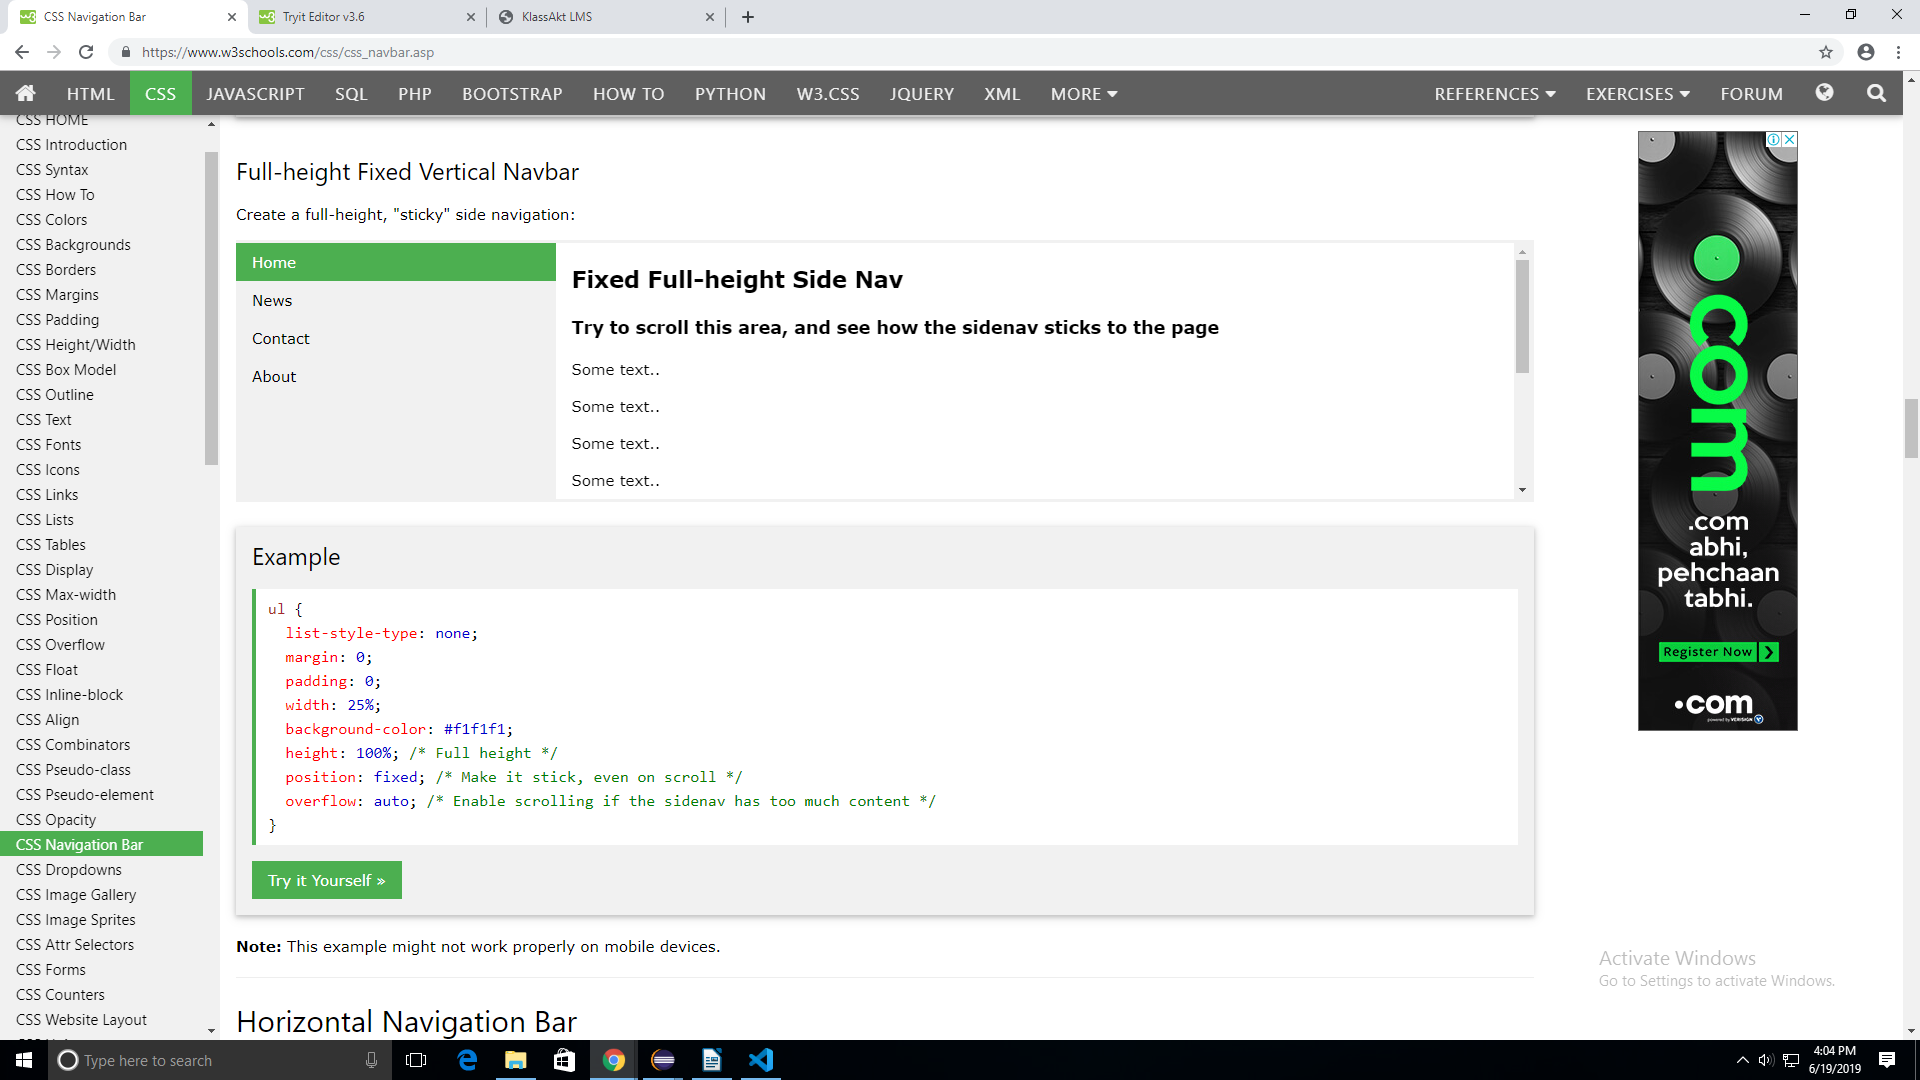 CSS Navigation Bar
Tryit Editor v3.6
KlassAkt LMS
https://www.w3schools.com/css/css_navbar.asp
HTML CSS JAVASCRIPT SQL PHP BOOTSTRAP HOW TO PYTHON W3.CSS JQUERY XML MORE REFERENCES EXERCISES FORUM
CSS HOME
CSS Introduction
CSS Syntax
CSS How To
CSS Colors
CSS Backgrounds
CSS Borders
CSS Margins
CSS Padding
CSS Height/Width
CSS Box Model
CSS Outline
CSS Text
CSS Fonts
CSS Icons
CSS Links
CSS Lists
CSS Tables
CSS Display
CSS Max-width
CSS Position
CSS Overflow
CSS Float
CSS Inline-block
CSS Align
CSS Combinators
CSS Pseudo-class
CSS Pseudo-element
CSS Opacity
CSS Navigation Bar
CSS Dropdowns
CSS Image Gallery
CSS Image Sprites
CSS Attr Selectors
CSS Forms
CSS Counters
CSS Website Layout
Full-height Fixed Vertical Navbar
Create a full-height, "sticky" side navigation:
Home
News
Contact
About
Fixed Full-height Side Nav
Try to scroll this area, and see how the sidenav sticks to the page
Some text..
Some text..
Some text..
Some text..
Example
ul {
list-style-type: none;
margin: 0;
padding: 0;
width: 25%;
background-color: #f1f1f1;
height: 100%; /* Full height */
position: fixed; /* Make it stick, even on scroll */
overflow: auto; /* Enable scrolling if the sidenav has too much content */
}
Try it Yourself »
Note: This example might not work properly on mobile devices.
Horizontal Navigation Bar
.com
.com
abhi,
pehchaan
tabhi.
Register Now
.com
powered by VERISIGN
Activate Windows
Go to Settings to activate Windows.
Type here to search
4:04 PM
6/19/2019